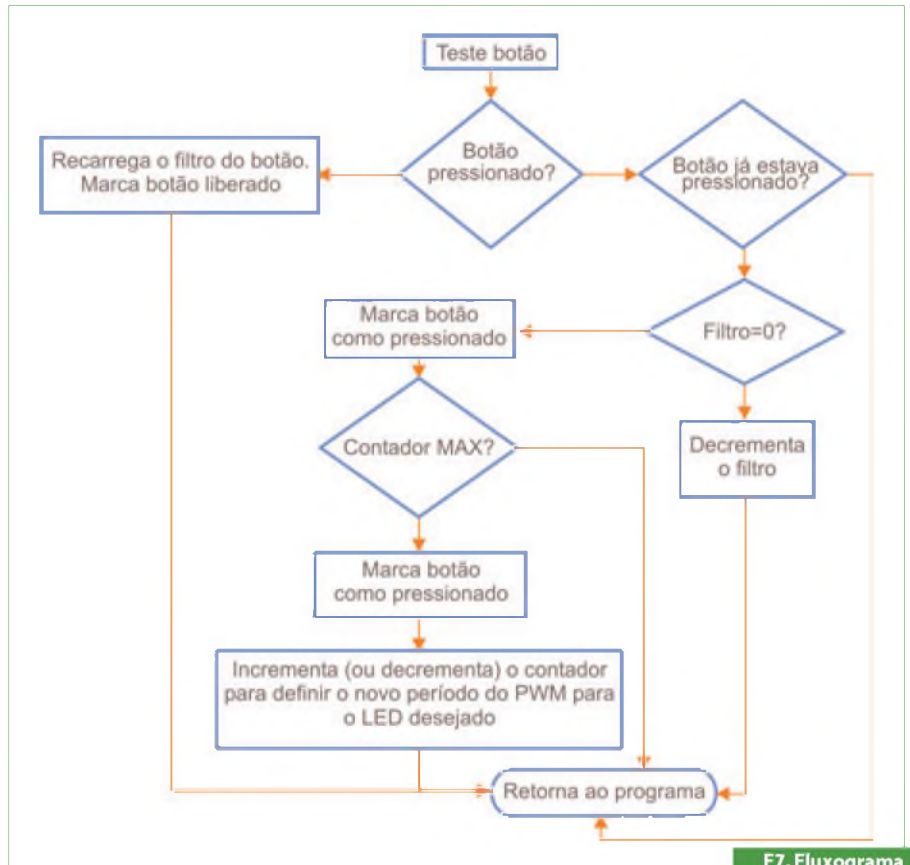 Teste botão
Botão
pressionado?
Recarrega o filtro do botão.
Marca botão liberado
Botão já estava
pressionado?
Filtro=0?
Marca botão
como pressionado
Contador MAX?
Decrementa
o filtro
Marca botão
como pressionado
Incrementa (ou decrementa) o contador
para definir o novo período do PWM para
o LED desejado
Retorna ao programa
F7. Fluxograma